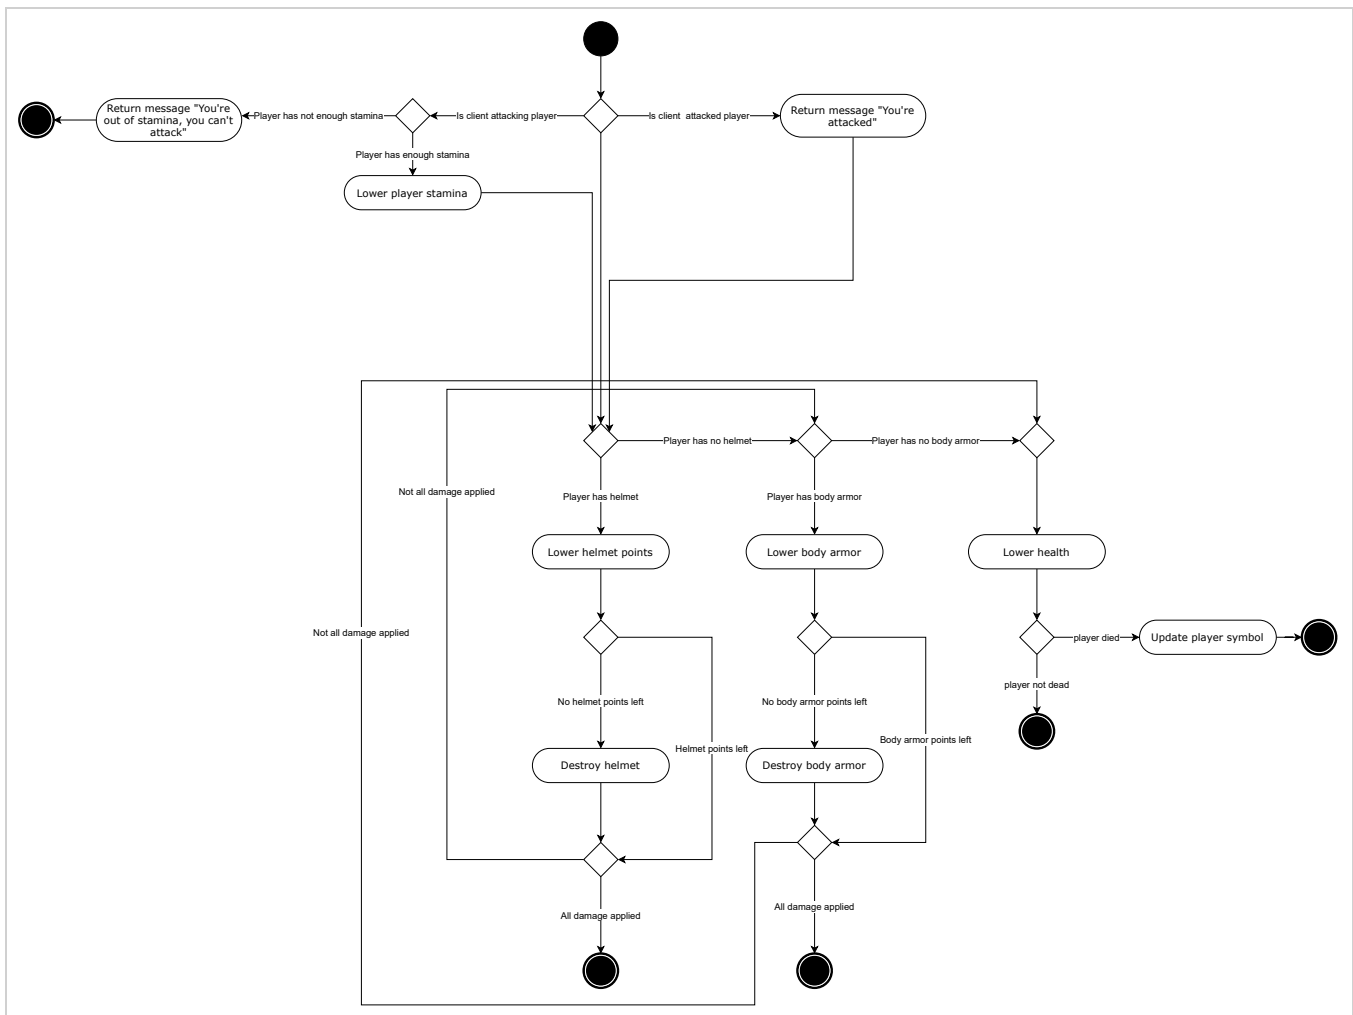 Return message "You're
out of stamina, you can't
attack"
Player has not enough stamina
Is client attacking player
Is client  attacked player
Return message "You're
attacked"
Player has enough stamina
Lower player stamina
Player has no helmet
Player has no body armor
Not all damage applied
Player has helmet
Player has body armor
Lower helmet points
Lower body armor
Lower health
Not all damage applied
player died
Update player symbol
player not dead
No helmet points left
No body armor points left
Helmet points left
Body armor points left
Destroy helmet
Destroy body armor
All damage applied
All damage applied